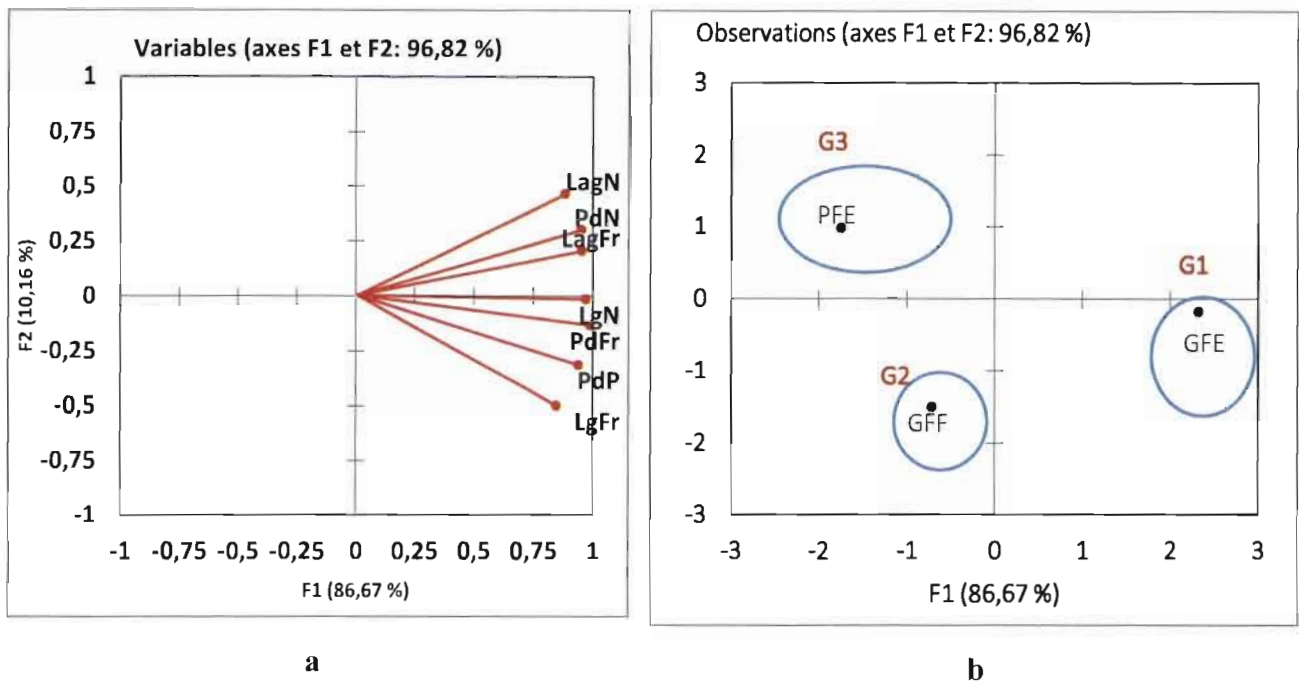 Variables (axes F1 et F2: 96,82 %)
1
0,75
0,5
0,25
0
-0,25
-0,5
-0,75
-1
F2 (10,16 %)
LagN
PdN
LagFr
LgN
PdFr
PdP
LgFr
-1 -0,75 -0,5 -0,25 0 0,25 0,5 0,75 1
F1 (86,67 %)
a
Observations (axes F1 et F2: 96,82 %)
3
2
1
0
-1
-2
-3
G3
PFE
G1
GFE
G2
GFF
-3 -2 -1 0 1 2 3
F1 (86,67 %)
b